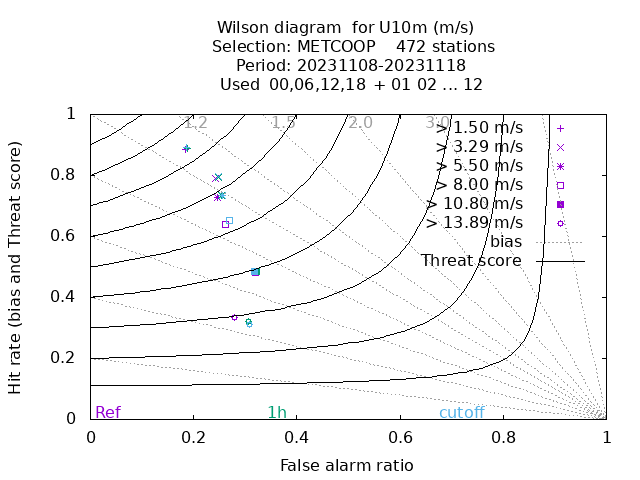 Wilson diagram  for U10m (m/s)
Selection: METCOOP    472 stations
Period: 20231108-20231118
Used  00,06,12,18  + 01 02 ... 12
Hit rate (bias and Threat score)
1
0.8
0.6
0.4
0.2
0
1.2 1.5 2.0 3.0
> 1.50 m/s
> 3.29 m/s
> 5.50 m/s
> 8.00 m/s
> 10.80 m/s
> 13.89 m/s
bias
Threat score
Ref 1h cutoff
0 0.2 0.4 0.6 0.8 1
False alarm ratio